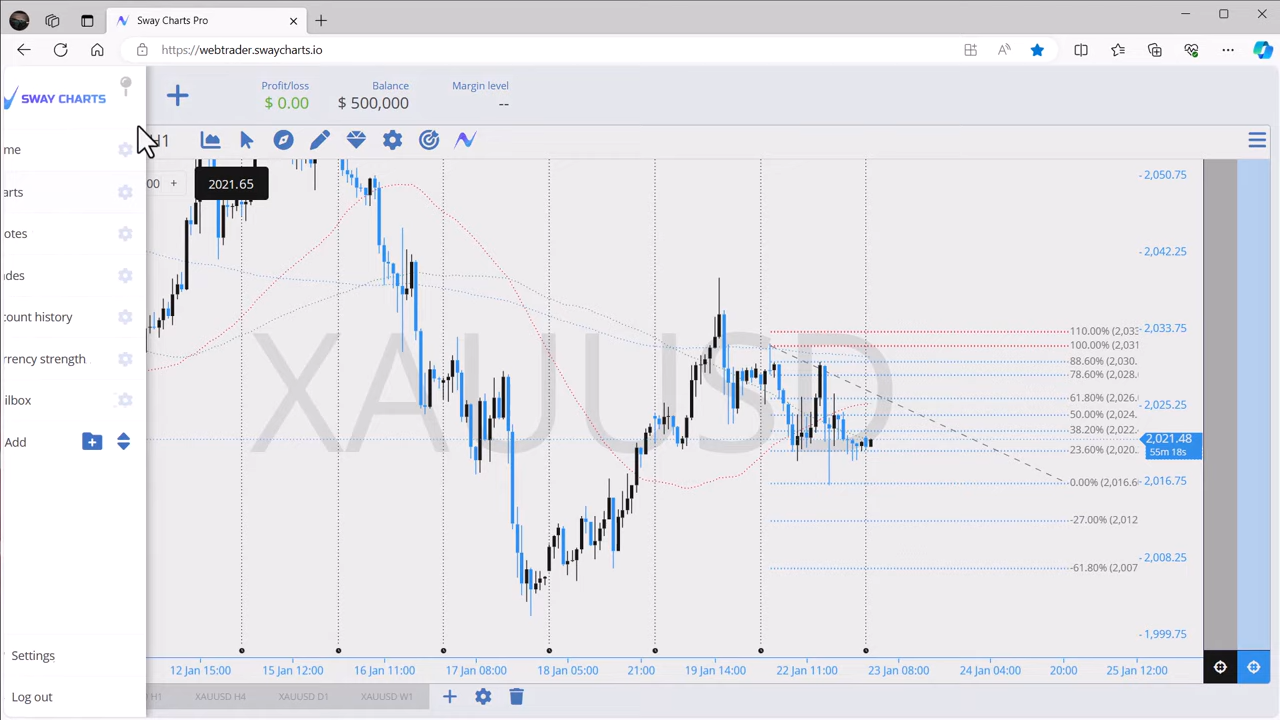 Sway Charts Pro
https://webtrader.swaycharts.io
SWAY CHARTS
Profit/loss
$ 0.00
Balance
$ 500,000
Margin level
--
me
arts
otes
ades
count history
rrency strength
ilbox
Add
Settings
Log out
H1
00 +
2021.65
XAUUSD
110.00% (2,033
100.00% (2,031
88.60% (2,030.
78.60% (2,028.
61.80% (2,026.
50.00% (2,024.
38.20% (2,022.
23.60% (2,020.
0.00% (2,016.6
-27.00% (2,012
-61.80% (2,007
2,050.75
2,042.25
2,033.75
2,025.25
2,021.48
55m 18s
2,016.75
2,008.25
1,999.75
12 Jan 15:00
15 Jan 12:00
16 Jan 11:00
17 Jan 08:00
18 Jan 05:00
21:00
19 Jan 14:00
22 Jan 11:00
23 Jan 08:00
24 Jan 04:00
20:00
25 Jan 12:00
H1
XAUUSD H4
XAUUSD D1
XAUUSD W1